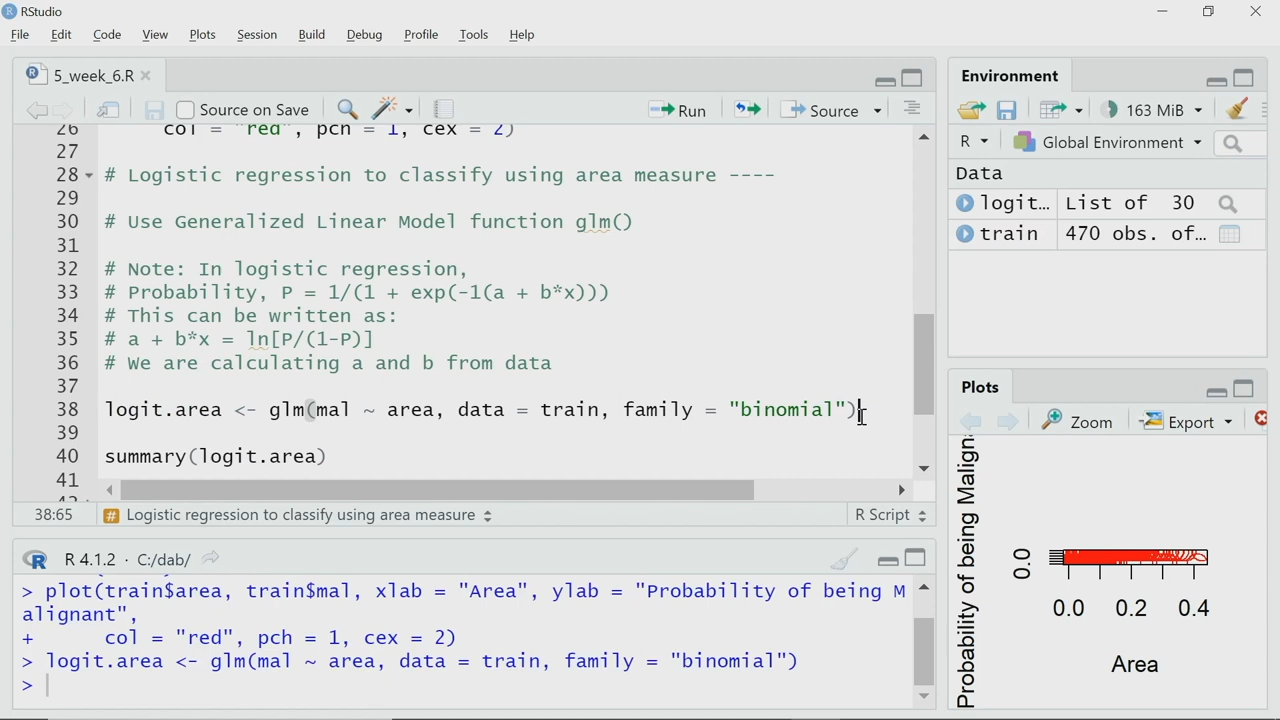 RStudio
File Edit Code View Plots Session Build Debug Profile Tools Help
5_week_6.R
Source on Save Run Source
26 col = "red", pch = 1, cex = 2)
27
28 # Logistic regression to classify using area measure ----
29
30 # Use Generalized Linear Model function glm()
31
32 # Note: In logistic regression,
33 # Probability, P = 1/(1 + exp(-1(a + b*x)))
34 # This can be written as:
35 # a + b*x = ln[P/(1-P)]
36 # We are calculating a and b from data
37
38 logit.area <- glm(mal ~ area, data = train, family = "binomial")
39
40 summary(logit.area)
41
38:65 # Logistic regression to classify using area measure R Script
R 4.1.2 · C:/dab/
> plot(train$area, train$mal, xlab = "Area", ylab = "Probability of being M
alignant",
+ col = "red", pch = 1, cex = 2)
> logit.area <- glm(mal ~ area, data = train, family = "binomial")
>
Environment
163 MiB
R Global Environment
Data
logit... List of 30
train 470 obs. of...
Plots
Zoom Export
Probability of being Malign
0.0
0.0 0.2 0.4
Area